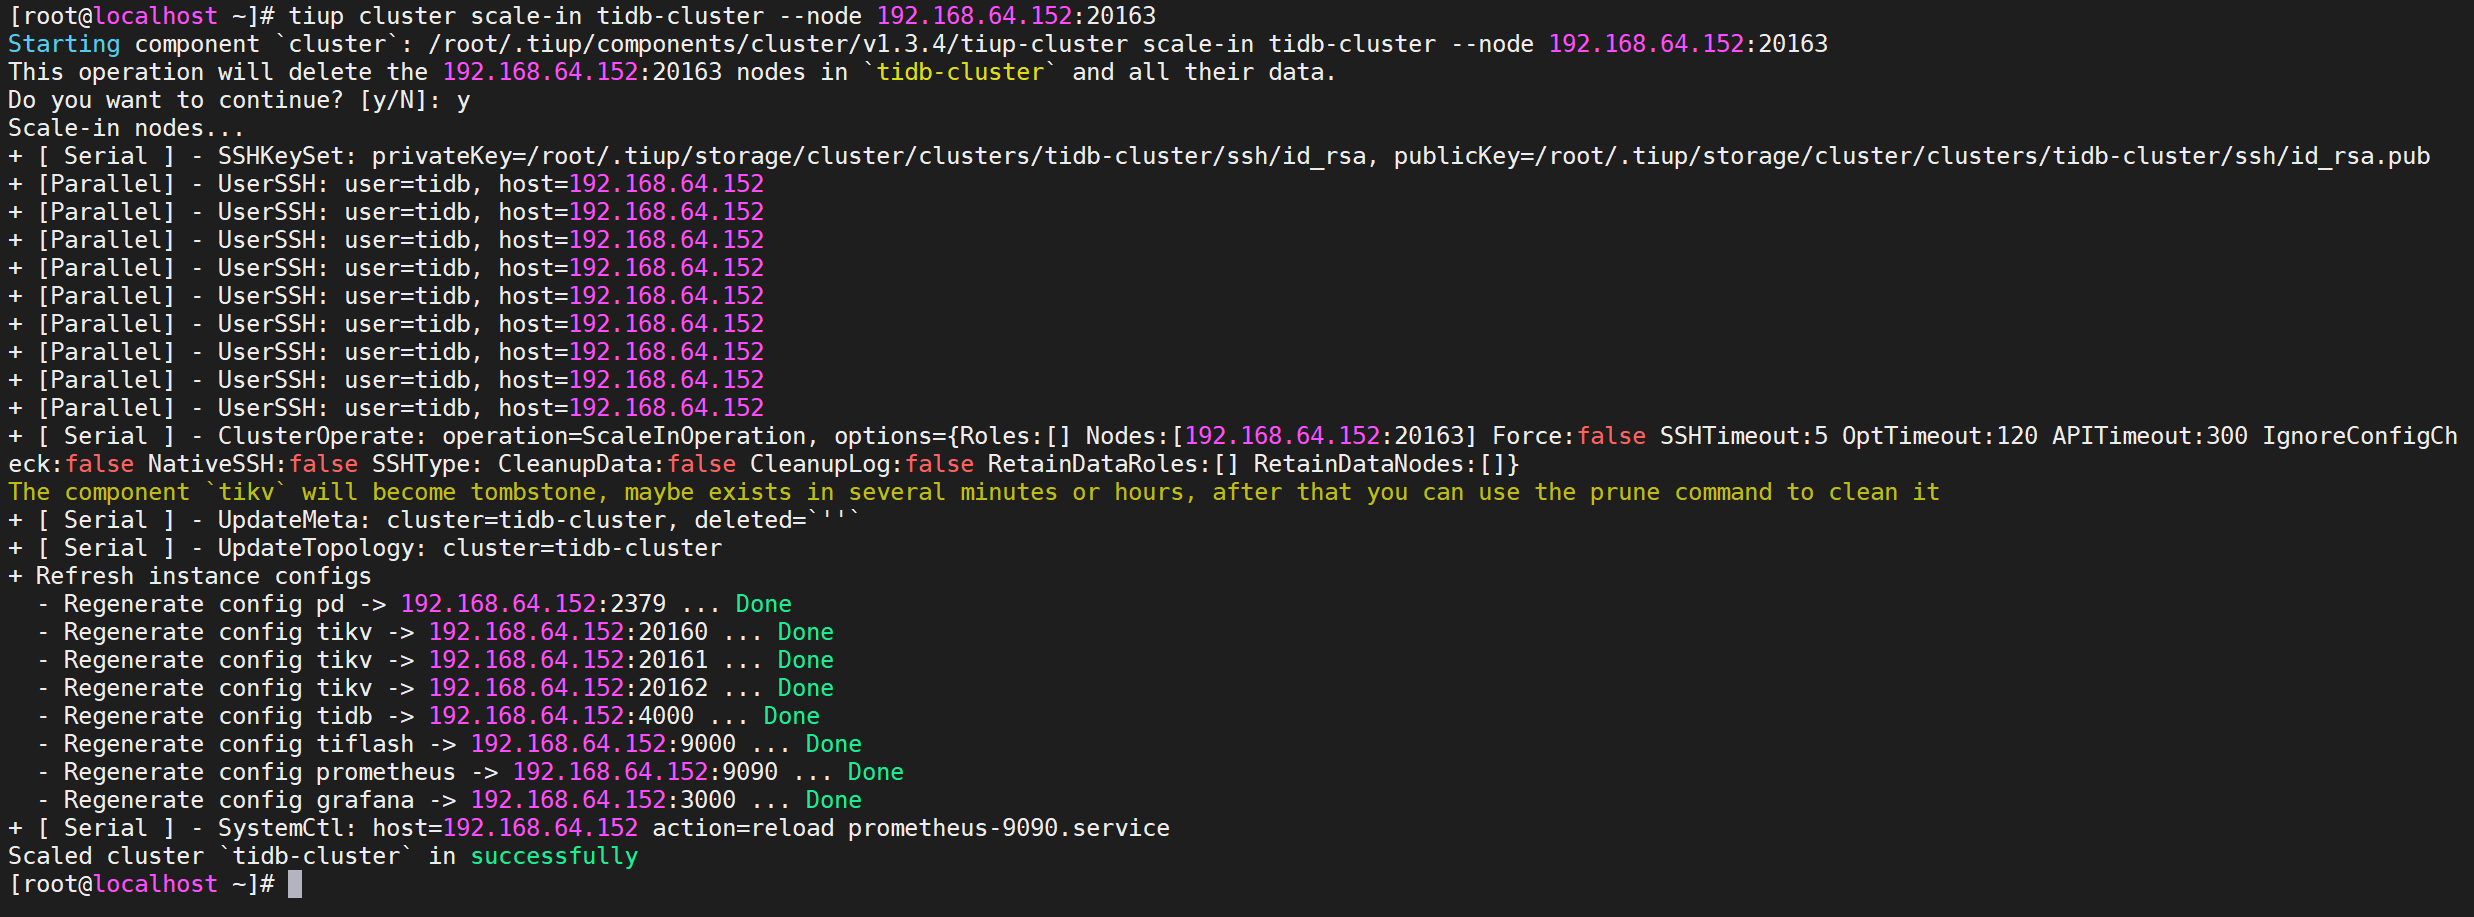 [root@localhost ~]# tiup cluster scale-in tidb-cluster --node 192.168.64.152:20163
Starting component `cluster`: /root/.tiup/components/cluster/v1.3.4/tiup-cluster scale-in tidb-cluster --node 192.168.64.152:20163
This operation will delete the 192.168.64.152:20163 nodes in `tidb-cluster` and all their data.
Do you want to continue? [y/N]: y
Scale-in nodes...
+ [ Serial ] - SSHKeySet: privateKey=/root/.tiup/storage/cluster/clusters/tidb-cluster/ssh/id_rsa, publicKey=/root/.tiup/storage/cluster/clusters/tidb-cluster/ssh/id_rsa.pub
+ [Parallel] - UserSSH: user=tidb, host=192.168.64.152
+ [Parallel] - UserSSH: user=tidb, host=192.168.64.152
+ [Parallel] - UserSSH: user=tidb, host=192.168.64.152
+ [Parallel] - UserSSH: user=tidb, host=192.168.64.152
+ [Parallel] - UserSSH: user=tidb, host=192.168.64.152
+ [Parallel] - UserSSH: user=tidb, host=192.168.64.152
+ [Parallel] - UserSSH: user=tidb, host=192.168.64.152
+ [Parallel] - UserSSH: user=tidb, host=192.168.64.152
+ [Parallel] - UserSSH: user=tidb, host=192.168.64.152
+ [ Serial ] - ClusterOperate: operation=ScaleInOperation, options={Roles:[] Nodes:[192.168.64.152:20163] Force:false SSHTimeout:5 OptTimeout:120 APITimeout:300 IgnoreConfigCh
eck:false NativeSSH:false SSHType: CleanupData:false CleanupLog:false RetainDataRoles:[] RetainDataNodes:[]}
The component `tikv` will become tombstone, maybe exists in several minutes or hours, after that you can use the prune command to clean it
+ [ Serial ] - UpdateMeta: cluster=tidb-cluster, deleted=`''`
+ [ Serial ] - UpdateTopology: cluster=tidb-cluster
+ Refresh instance configs
  - Regenerate config pd -> 192.168.64.152:2379 ... Done
  - Regenerate config tikv -> 192.168.64.152:20160 ... Done
  - Regenerate config tikv -> 192.168.64.152:20161 ... Done
  - Regenerate config tikv -> 192.168.64.152:20162 ... Done
  - Regenerate config tidb -> 192.168.64.152:4000 ... Done
  - Regenerate config tiflash -> 192.168.64.152:9000 ... Done
  - Regenerate config prometheus -> 192.168.64.152:9090 ... Done
  - Regenerate config grafana -> 192.168.64.152:3000 ... Done
+ [ Serial ] - SystemCtl: host=192.168.64.152 action=reload prometheus-9090.service
Scaled cluster `tidb-cluster` in successfully
[root@localhost ~]#